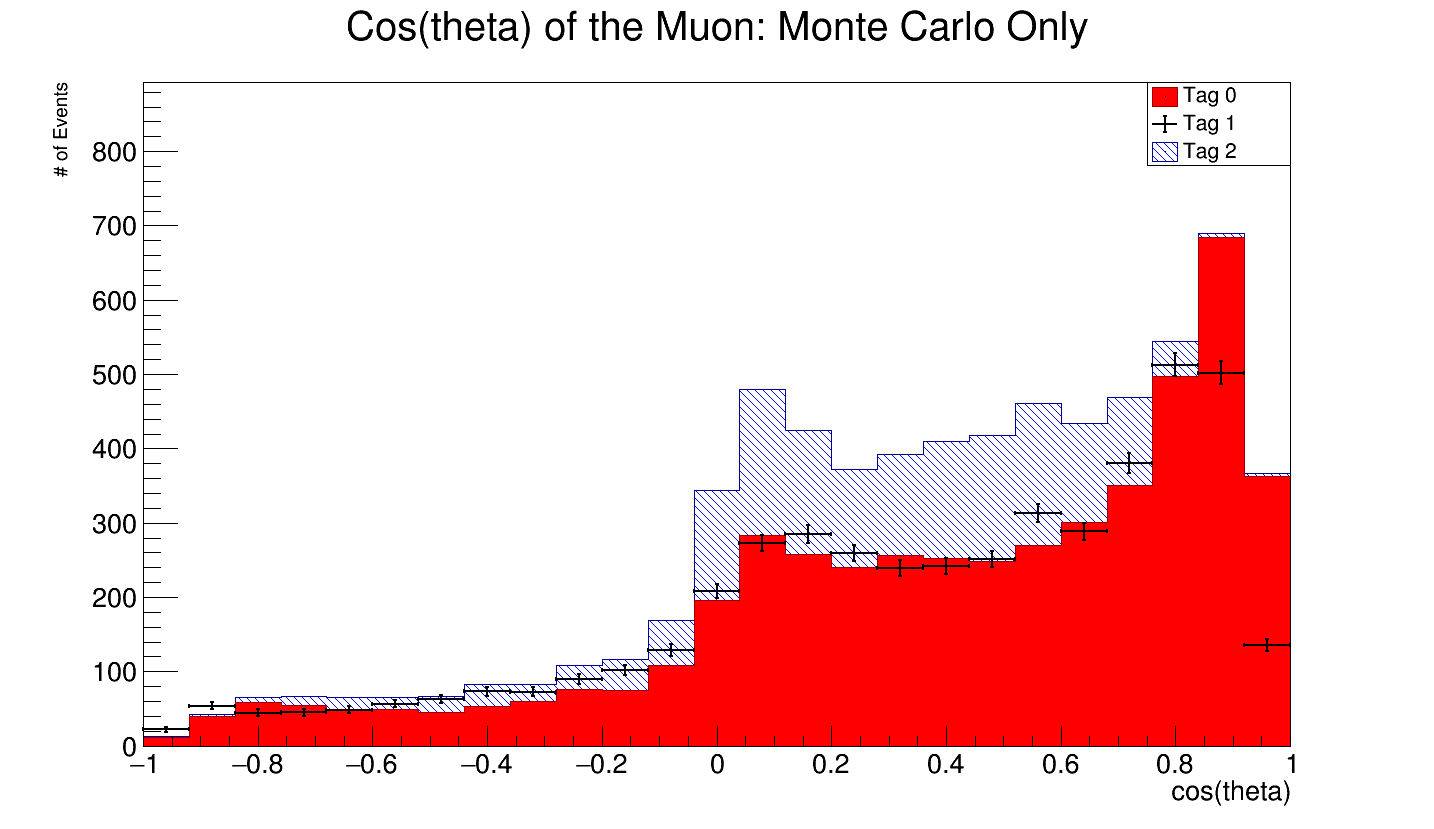 Cos(theta) of the Muon: Monte Carlo Only
# of Events
Tag 0
Tag 1
Tag 2
800
700
600
500
400
300
200
100
0
−1 −0.8 −0.6 −0.4 −0.2 0 0.2 0.4 0.6 0.8 1
cos(theta)